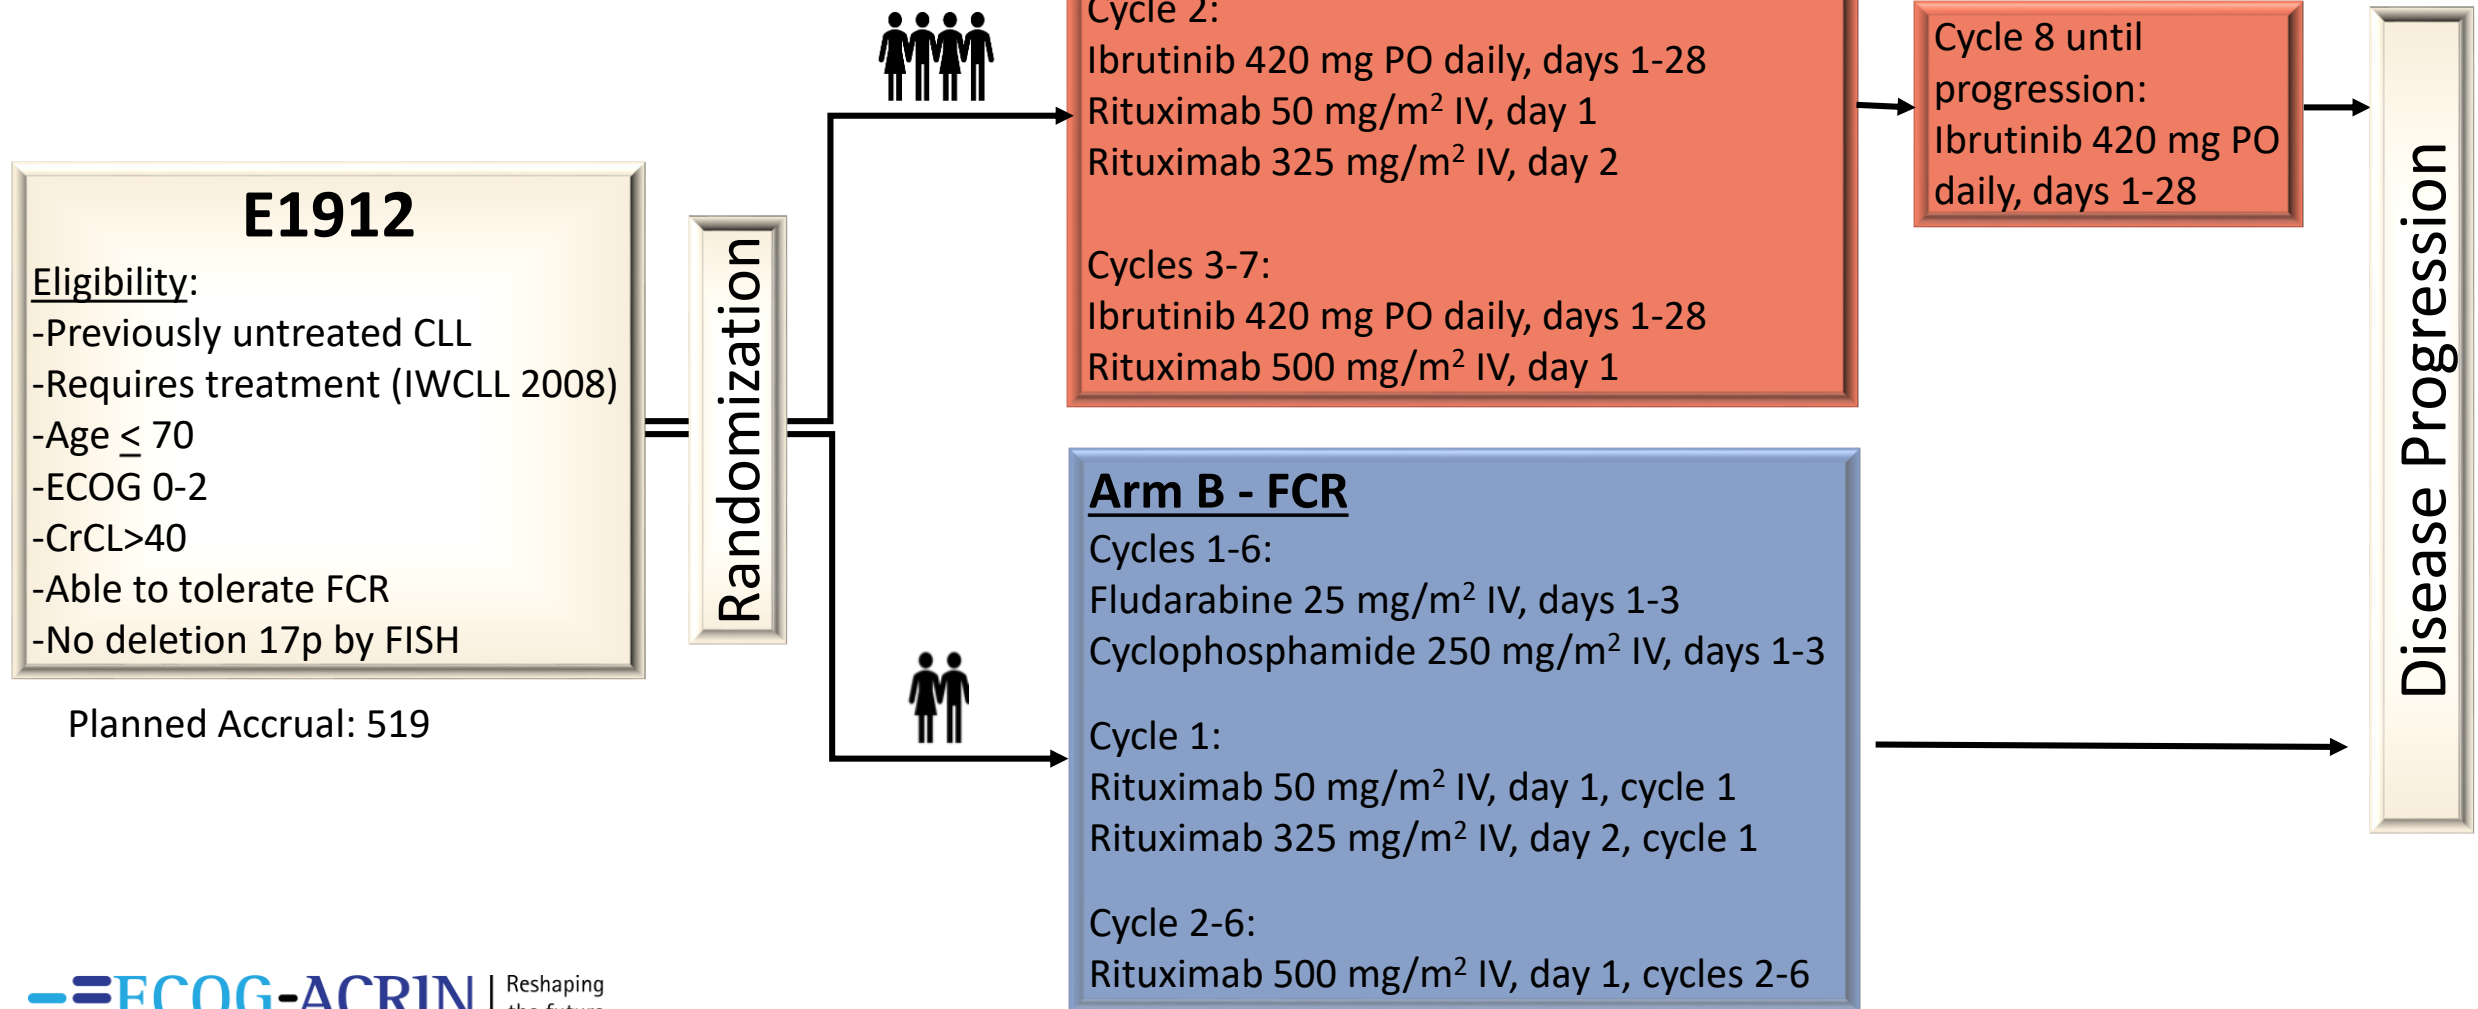 E1912
Eligibility:
-Previously untreated CLL
-Requires treatment (IWCLL 2008)
-Age ≤ 70
-ECOG 0-2
-CrCL>40
-Able to tolerate FCR
-No deletion 17p by FISH
Planned Accrual: 519
Randomization
Cycle 2:
Ibrutinib 420 mg PO daily, days 1-28
Rituximab 50 mg/m² IV, day 1
Rituximab 325 mg/m² IV, day 2
Cycles 3-7:
Ibrutinib 420 mg PO daily, days 1-28
Rituximab 500 mg/m² IV, day 1
Cycle 8 until
progression:
Ibrutinib 420 mg PO
daily, days 1-28
Arm B - FCR
Cycles 1-6:
Fludarabine 25 mg/m² IV, days 1-3
Cyclophosphamide 250 mg/m² IV, days 1-3
Cycle 1:
Rituximab 50 mg/m² IV, day 1, cycle 1
Rituximab 325 mg/m² IV, day 2, cycle 1
Cycle 2-6:
Rituximab 500 mg/m² IV, day 1, cycles 2-6
Disease Progression
ECOG-ACRIN
Reshaping
the future